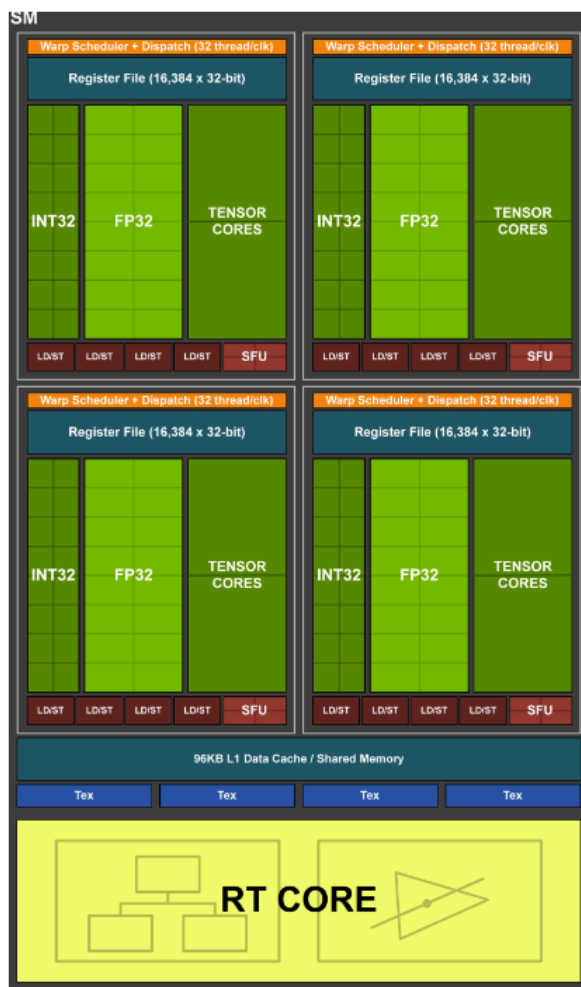 SM
Warp Scheduler + Dispatch (32 thread/clk)
Register File (16,384 x 32-bit)
INT32
FP32
TENSOR
CORES
LD/ST
LD/ST
LD/ST
LD/ST
SFU
Warp Scheduler + Dispatch (32 thread/clk)
Register File (16,384 x 32-bit)
INT32
FP32
TENSOR
CORES
LD/ST
LD/ST
LD/ST
LD/ST
SFU
Warp Scheduler + Dispatch (32 thread/clk)
Register File (16,384 x 32-bit)
INT32
FP32
TENSOR
CORES
LD/ST
LD/ST
LD/ST
LD/ST
SFU
Warp Scheduler + Dispatch (32 thread/clk)
Register File (16,384 x 32-bit)
INT32
FP32
TENSOR
CORES
LD/ST
LD/ST
LD/ST
LD/ST
SFU
96KB L1 Data Cache / Shared Memory
Tex
Tex
Tex
Tex
RT CORE